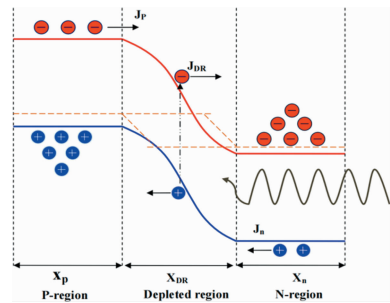 J_P
J_DR
J_n
x_p
X_DR
X_n
P-region
Depleted region
N-region